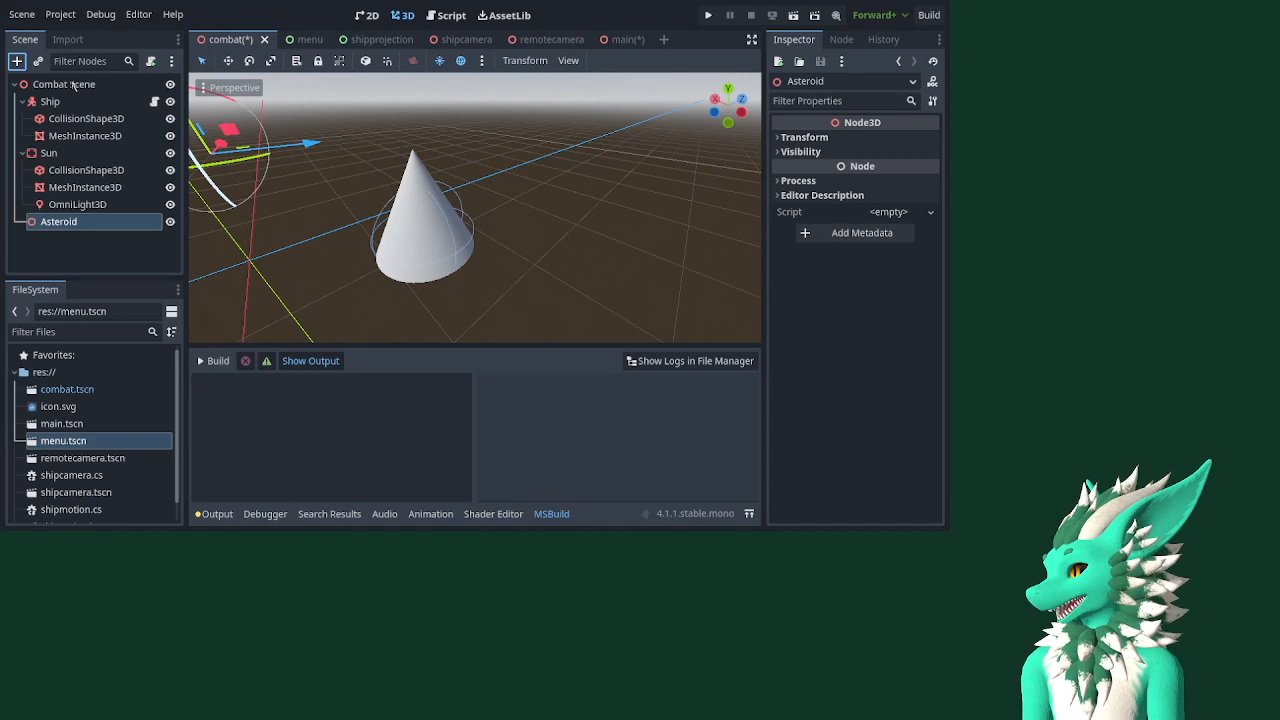 Scene Project Debug Editor Help 2D 3D Script AssetLib Forward+ Build
Scene Import combat(*) menu shipprojection shipcamera remotecamera main(*) Inspector Node History
Filter Nodes Transform View
Combat Scene Perspective Y X Z Asteroid
Ship Filter Properties
CollisionShape3D Node3D
MeshInstance3D Transform
Sun Visibility
CollisionShape3D Node
MeshInstance3D Process
OmniLight3D Editor Description
Asteroid Script <empty>
Add Metadata
FileSystem
res://menu.tscn
Filter Files
Favorites: Build Show Output Show Logs in File Manager
res://
combat.tscn
icon.svg
main.tscn
menu.tscn
remotecamera.tscn
shipcamera.cs
shipcamera.tscn
shipmotion.cs
Output Debugger Search Results Audio Animation Shader Editor MSBuild 4.1.1.stable.mono